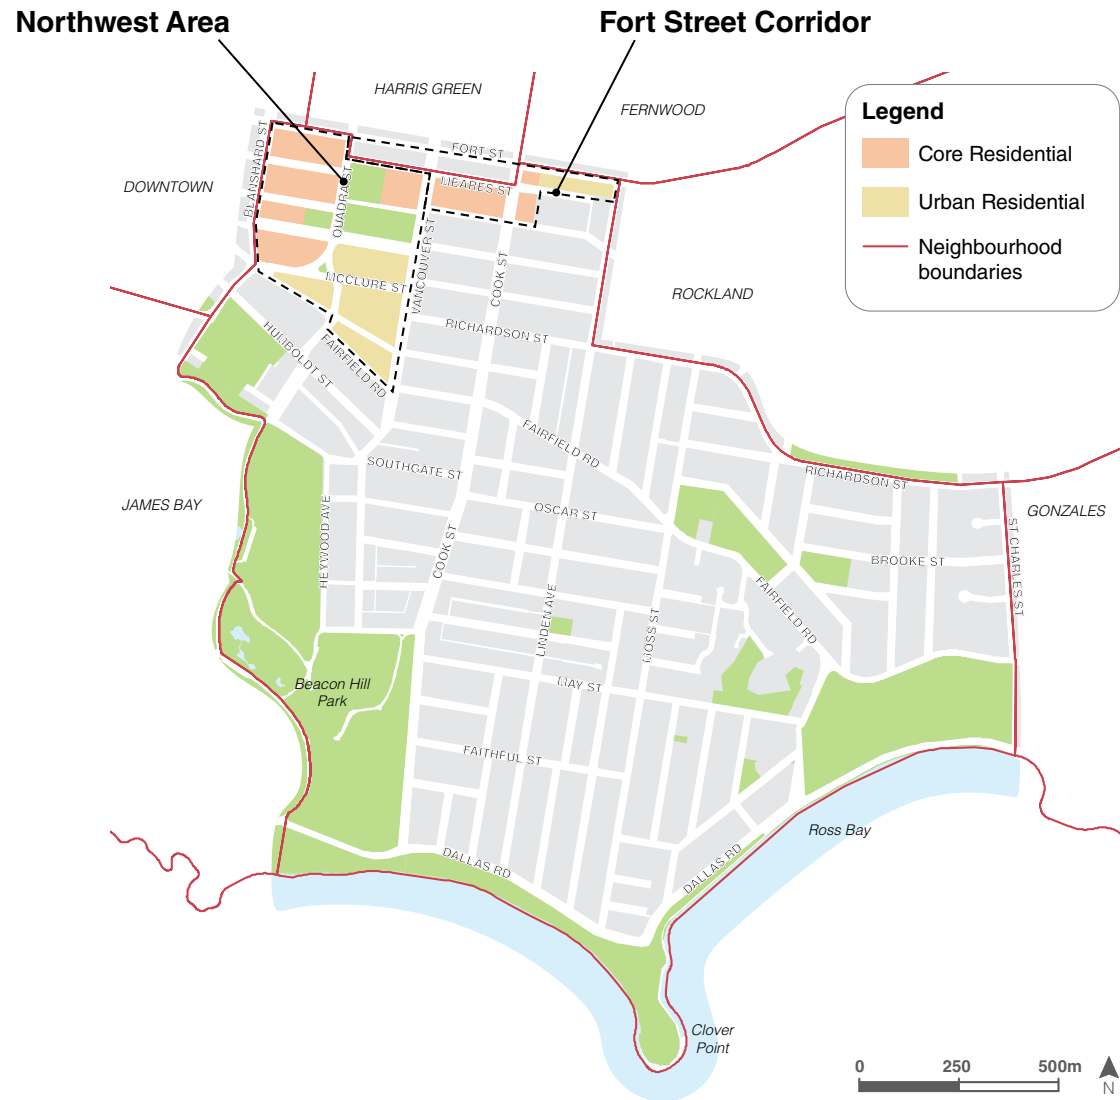 Northwest Area
Fort Street Corridor
HARRIS GREEN
FERNWOOD
Legend
Core Residential
Urban Residential
Neighbourhood
boundaries
DOWNTOWN
BLANSHARD ST
FORT ST
MEARES ST
QUADRA ST
VANCOUVER ST
MCCLURE ST
COOK ST
ROCKLAND
RICHARDSON ST
HUMBOLDT ST
FAIRFIELD RD
FAIRFIELD RD
SOUTHGATE ST
RICHARDSON ST
JAMES BAY
HEYWOOD AVE
OSCAR ST
GONZALES
COOK ST
ST CHARLES ST
BROOKE ST
LINDEN AVE
MOSS ST
FAIRFIELD RD
Beacon Hill
Park
MAY ST
FAITHFUL ST
Ross Bay
DALLAS RD
DALLAS RD
Clover
Point
0 250 500m
N